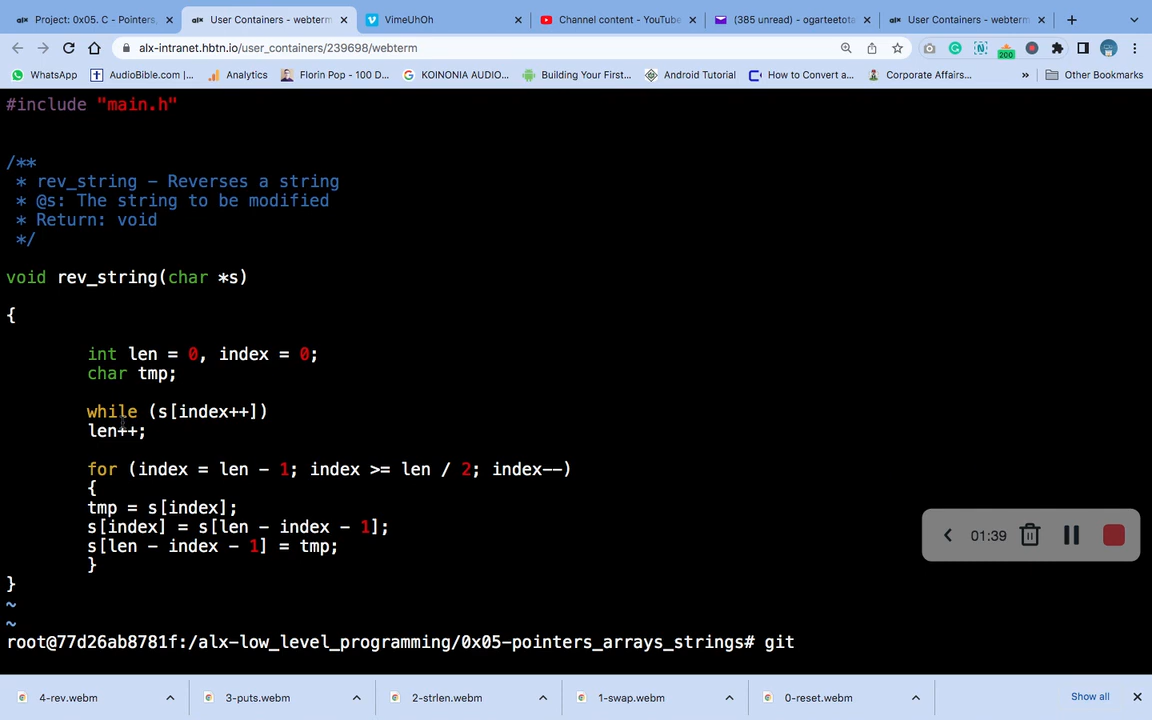 Project: 0x05. C - Pointers,
User Containers - webterm
VimeUhOh
Channel content - YouTube
(385 unread) - ogarteetota
User Containers - webterm
alx-intranet.hbtn.io/user_containers/239698/webterm
200
WhatsApp
AudioBible.com |...
Analytics
Florin Pop - 100 D...
KOINONIA AUDIO...
Building Your First...
Android Tutorial
How to Convert a...
Corporate Affairs...
»
Other Bookmarks
#include "main.h"
/**
* rev_string - Reverses a string
* @s: The string to be modified
* Return: void
*/
void rev_string(char *s)
{
int len = 0, index = 0;
char tmp;
while (s[index++])
len++;
for (index = len - 1; index >= len / 2; index--)
{
tmp = s[index];
s[index] = s[len - index - 1];
s[len - index - 1] = tmp;
}
}
~
~
root@77d26ab8781f:/alx-low_level_programming/0x05-pointers_arrays_strings# git
01:39
4-rev.webm
3-puts.webm
2-strlen.webm
1-swap.webm
0-reset.webm
Show all